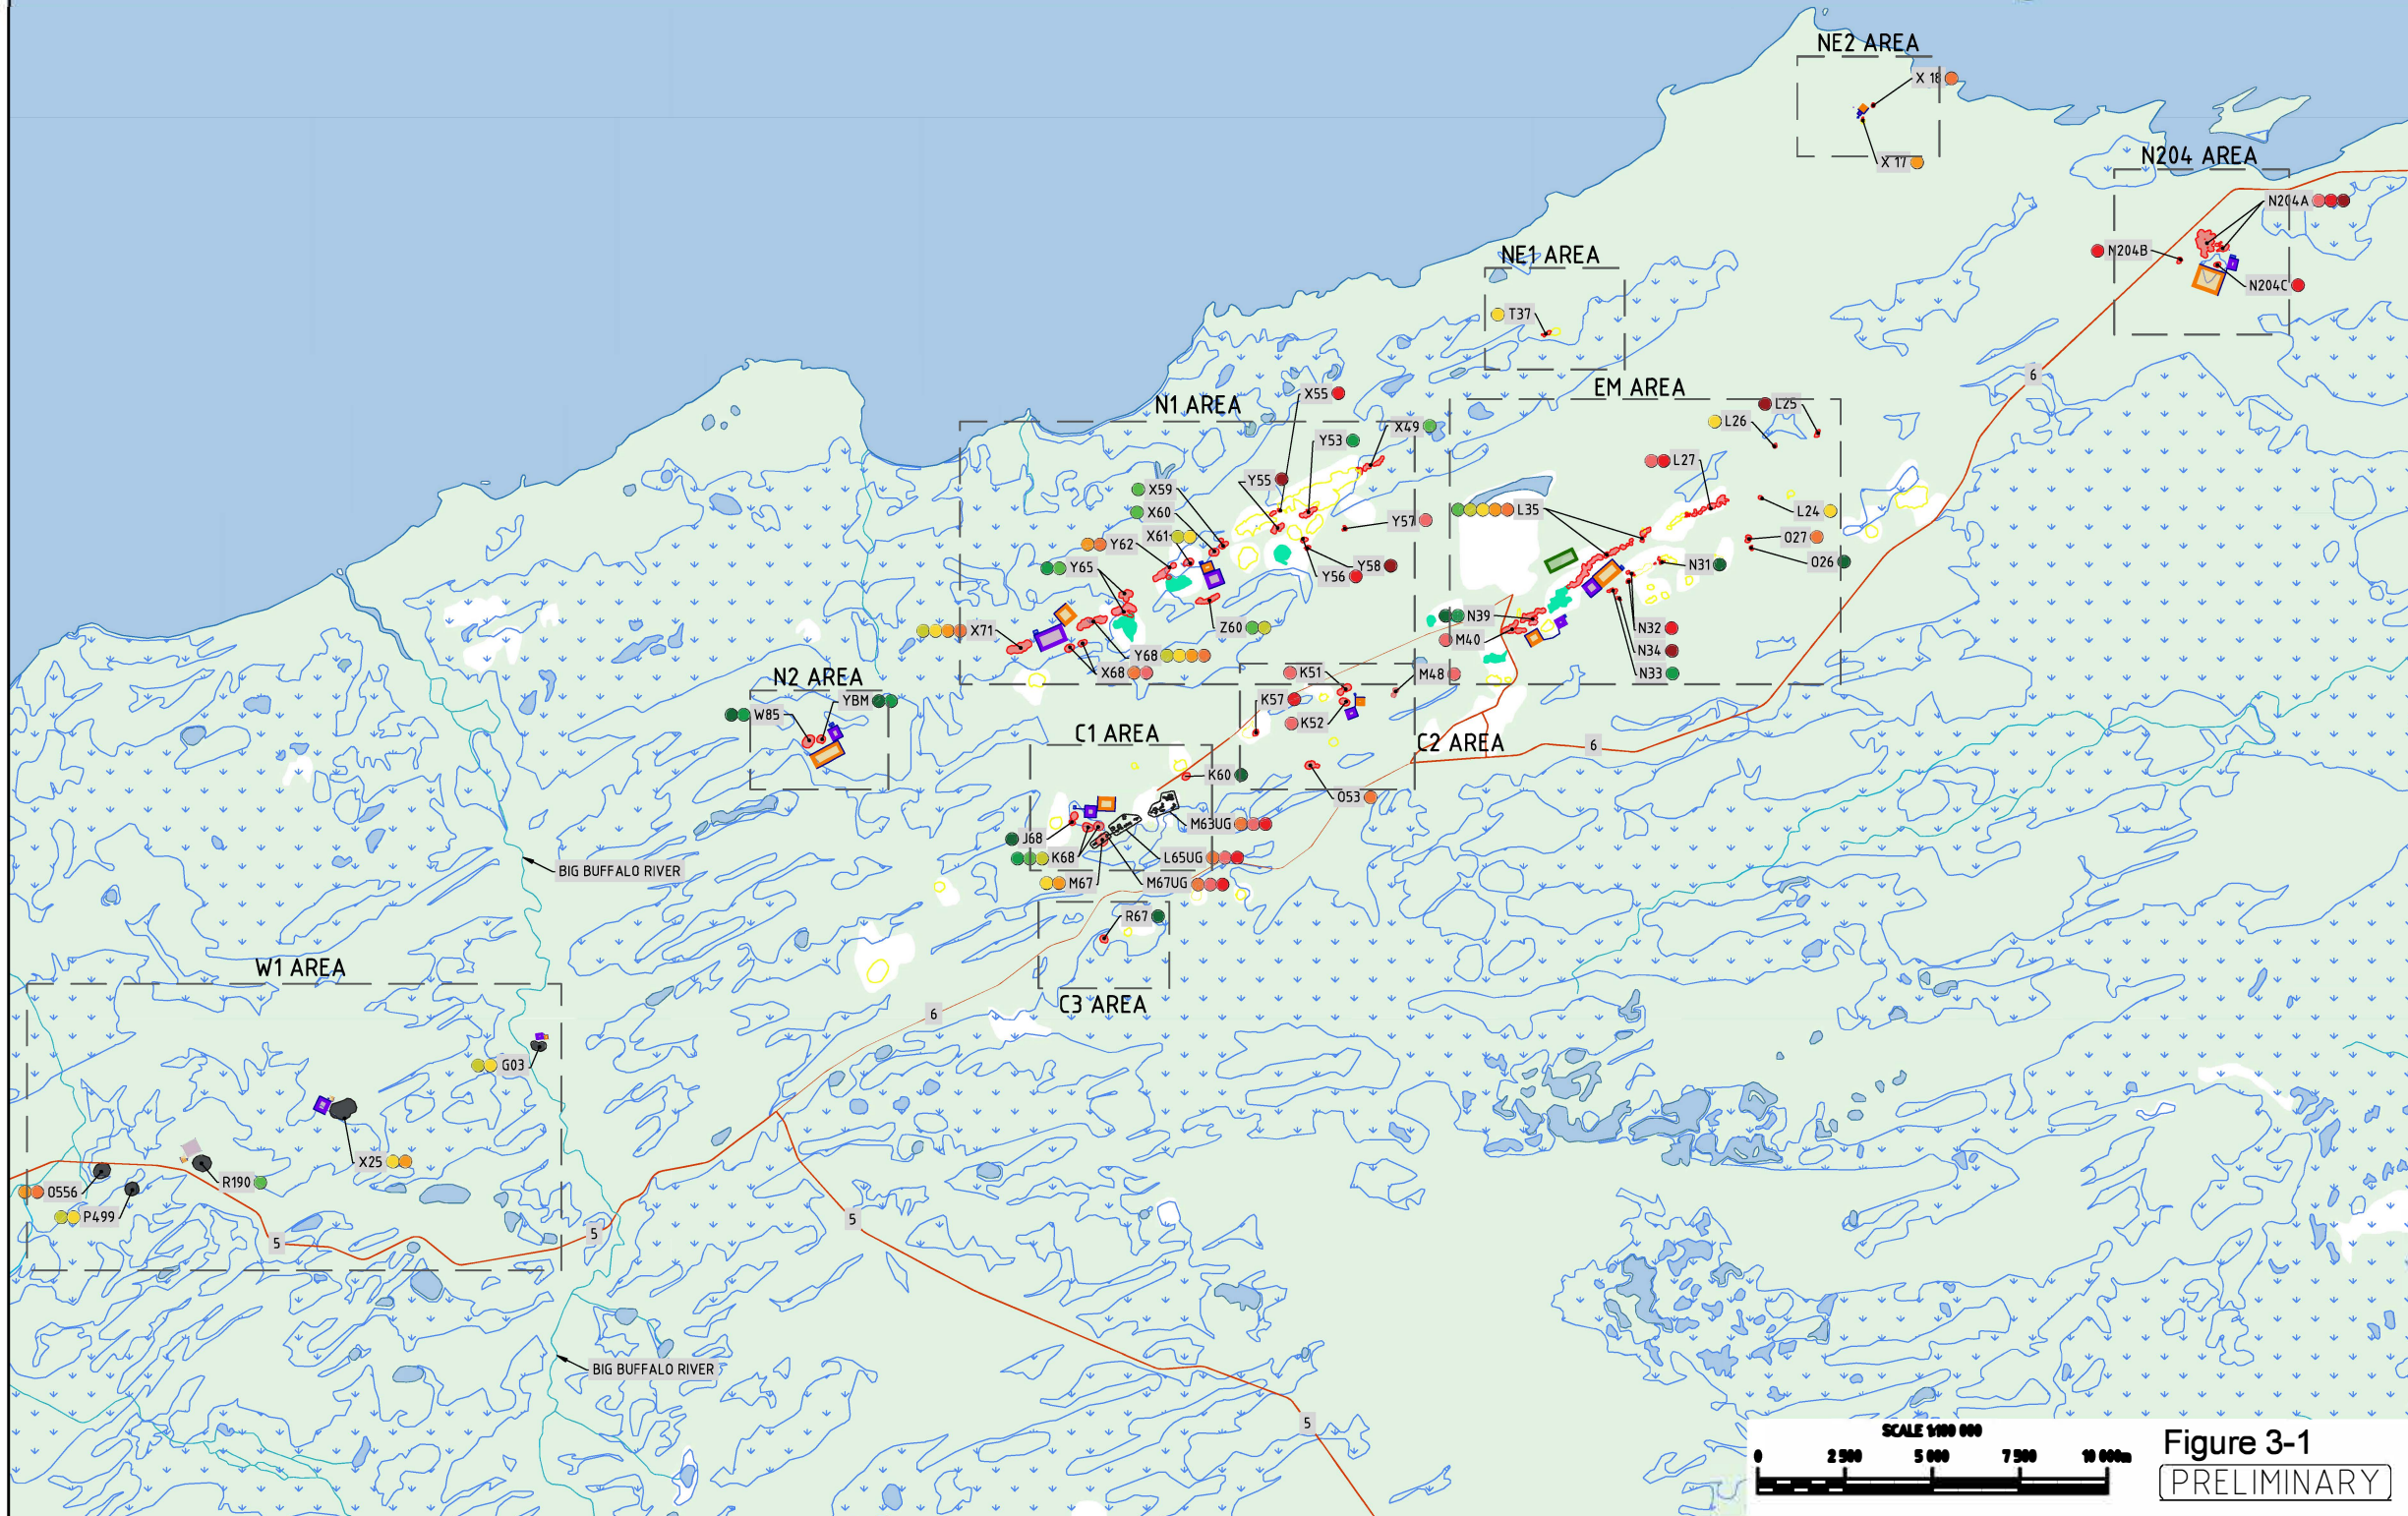 NE2 AREA
X 18
X 17
N204 AREA
N204A
N204B
N204C
NE1 AREA
T37
6
EM AREA
L25
L26
L27
L24
L35
O27
O26
N31
N39
M40
N32
N34
N33
N1 AREA
X55
Y53
X49
Y55
X59
X60
X61
Y62
Y57
Y58
Y56
Y65
Z60
X71
Y68
X68
N2 AREA
YBM
W85
K51
M48
K57
K52
C2 AREA
6
C1 AREA
K60
O53
M63UG
J68
K68
L65UG
M67
M67UG
BIG BUFFALO RIVER
R67
C3 AREA
6
W1 AREA
G03
X25
R190
O556
P499
5
5
5
BIG BUFFALO RIVER
5
SCALE 1:100 000
0 2 500 5 000 7 500 10 000m
Figure 3-1
PRELIMINARY